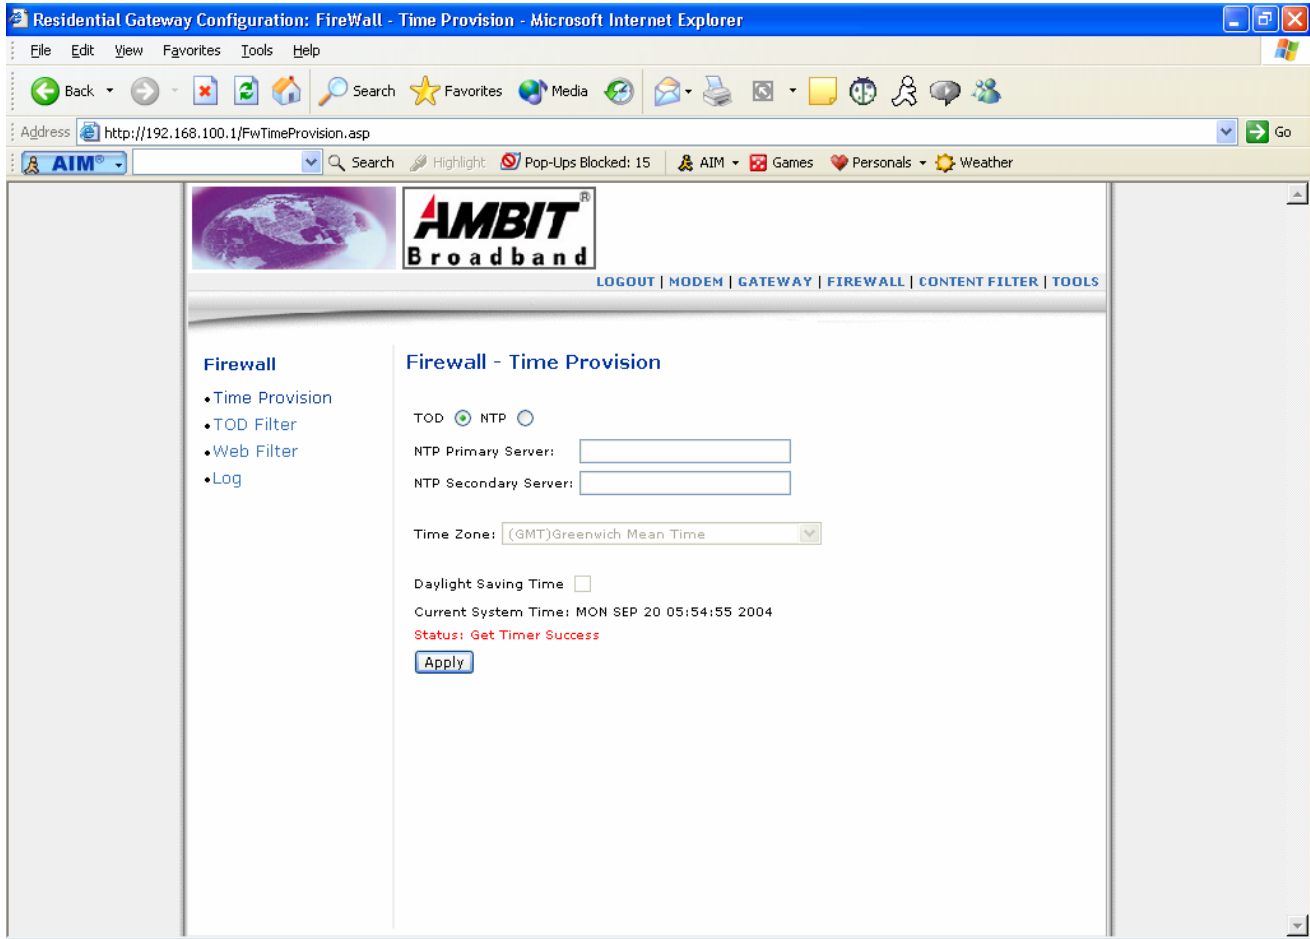 Residential Gateway Configuration: FireWall - Time Provision - Microsoft Internet Explorer
File Edit View Favorites Tools Help
Back Search Favorites Media
Address http://192.168.100.1/FwTimeProvision.asp Go
AIM® Search Highlight Pop-Ups Blocked: 15 AIM Games Personals Weather
AMBIT®
Broadband
LOGOUT | MODEM | GATEWAY | FIREWALL | CONTENT FILTER | TOOLS
Firewall
•Time Provision
•TOD Filter
•Web Filter
•Log
Firewall - Time Provision
TOD NTP
NTP Primary Server:
NTP Secondary Server:
Time Zone: (GMT)Greenwich Mean Time
Daylight Saving Time
Current System Time: MON SEP 20 05:54:55 2004
Status: Get Timer Success
Apply